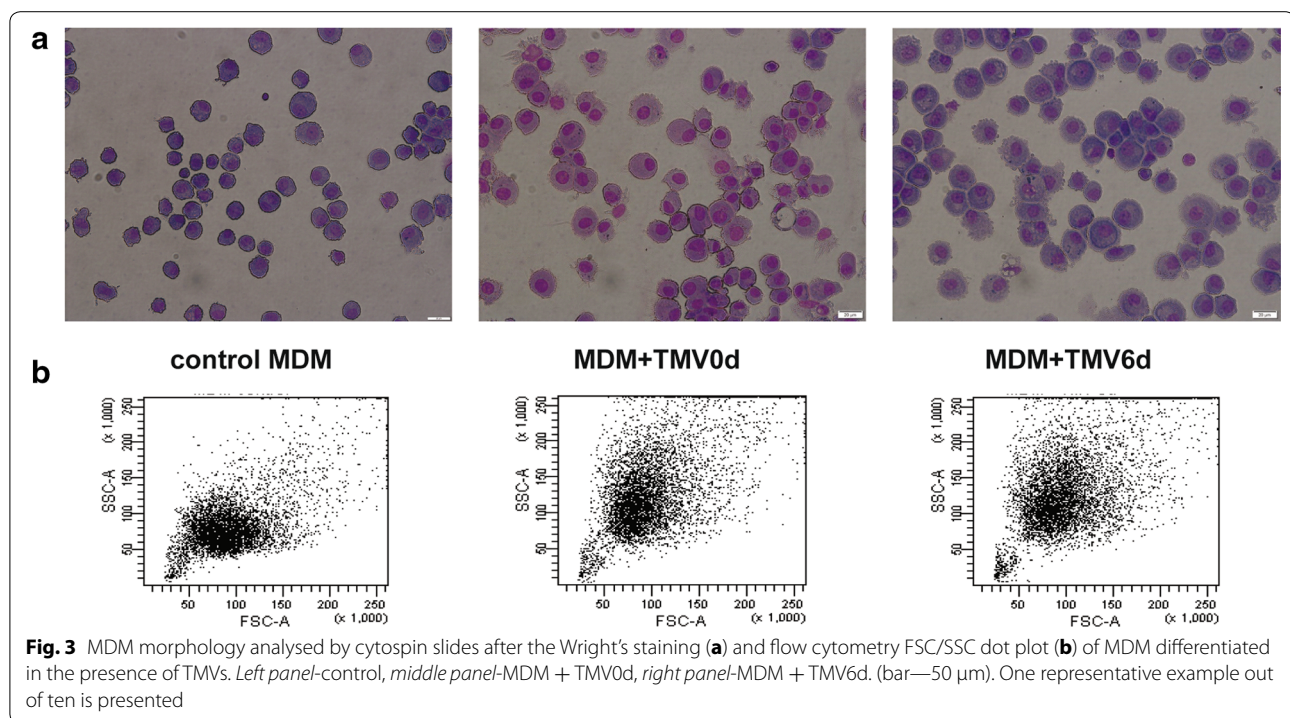 a
20 µm
20 µm
control MDM
MDM+TMV0d
MDM+TMV6d
b
SSC-A
(x 1,000)
50 100 150 200 250
50 100 150 200 250
FSC-A
(x 1,000)
SSC-A
(x 1,000)
50 100 150 200 250
50 100 150 200 250
FSC-A
(x 1,000)
SSC-A
(x 1,000)
50 100 150 200 250
50 100 150 200 250
FSC-A
(x 1,000)
Fig. 3 MDM morphology analysed by cytospin slides after the Wright's staining (a) and flow cytometry FSC/SSC dot plot (b) of MDM differentiated
in the presence of TMVs. Left panel-control, middle panel-MDM + TMV0d, right panel-MDM + TMV6d. (bar—50 µm). One representative example out
of ten is presented